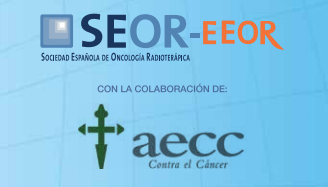 SEOR-EEOR
SOCIEDAD ESPAÑOLA DE ONCOLOGÍA RADIOTERÁPICA
CON LA COLABORACIÓN DE:
aecc
Contra el Cáncer